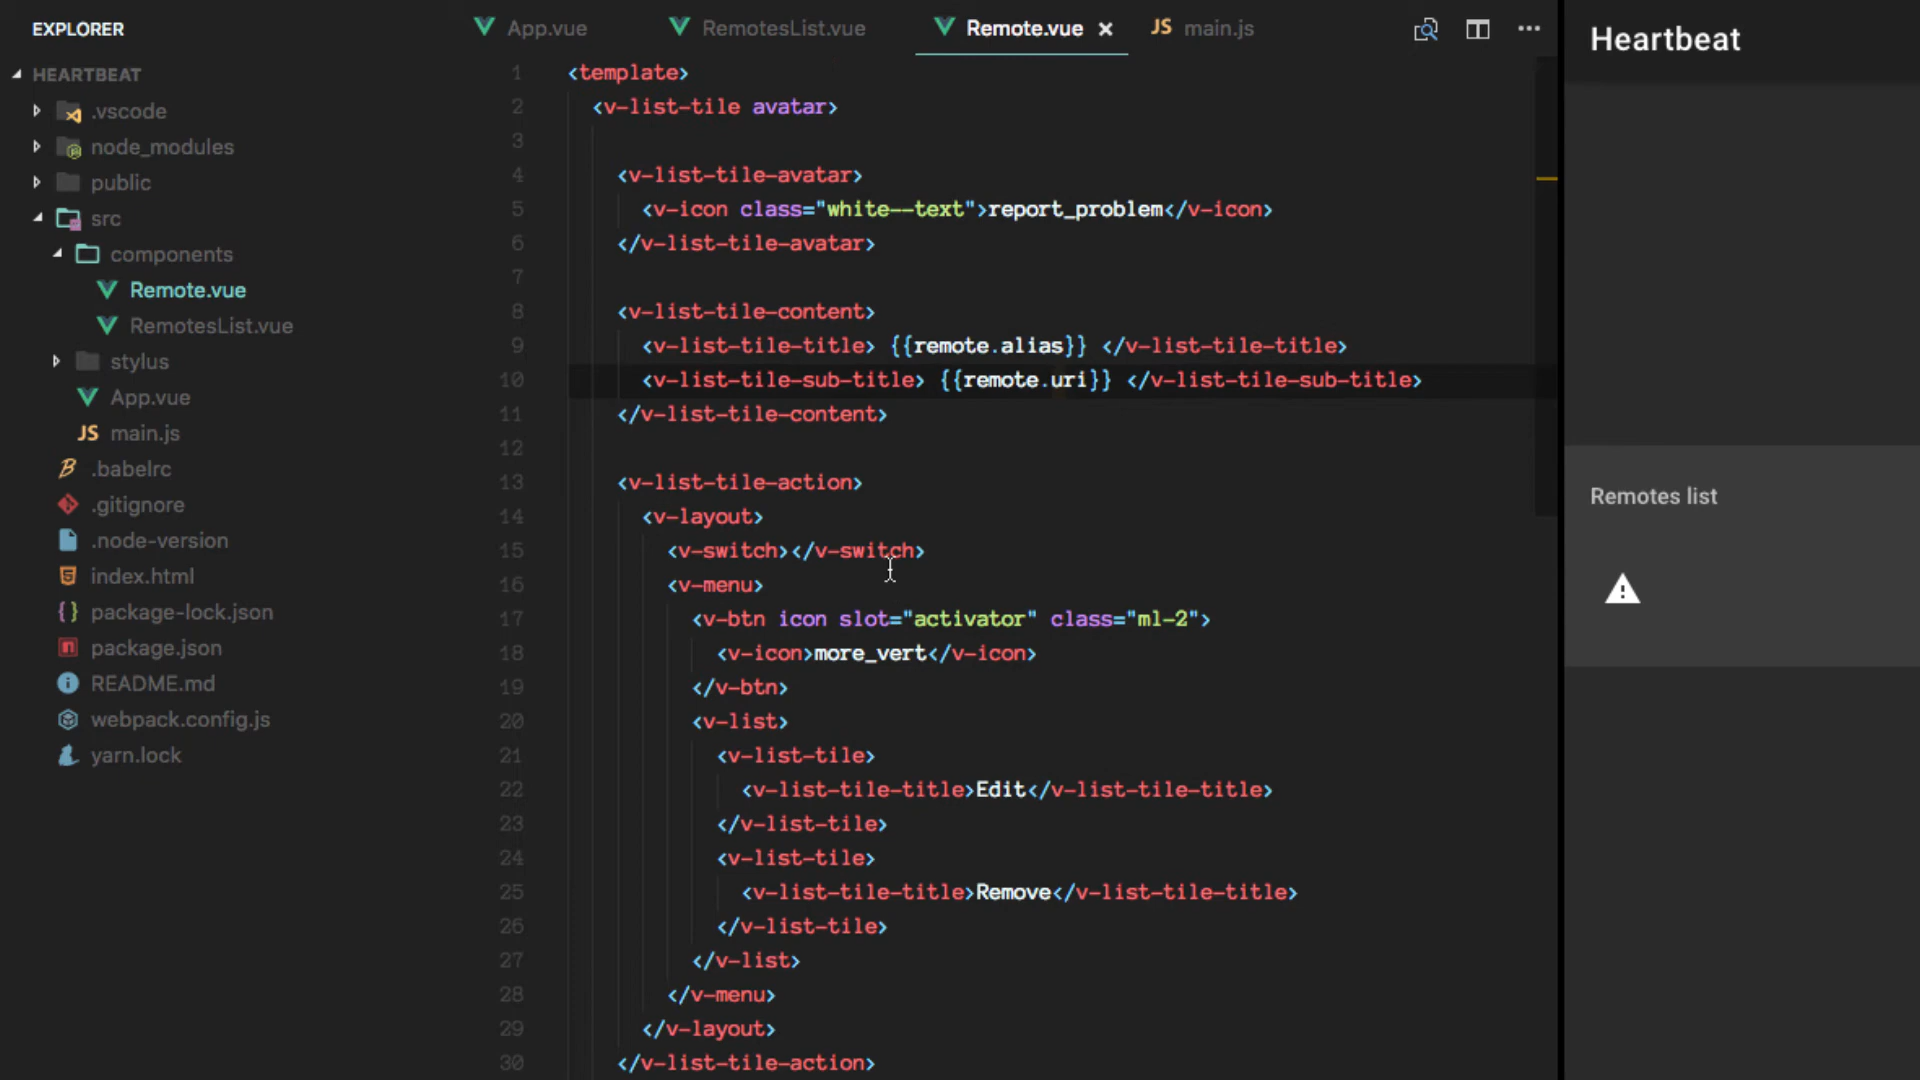 EXPLORER
HEARTBEAT
.vscode
node_modules
public
src
components
Remote.vue
RemotesList.vue
stylus
App.vue
JS main.js
.babelrc
.gitignore
.node-version
index.html
package-lock.json
package.json
README.md
webpack.config.js
yarn.lock
App.vue RemotesList.vue Remote.vue × JS main.js
1 <template>
2 <v-list-tile avatar>
3
4 <v-list-tile-avatar>
5 <v-icon class="white--text">report_problem</v-icon>
6 </v-list-tile-avatar>
7
8 <v-list-tile-content>
9 <v-list-tile-title> {{remote.alias}} </v-list-tile-title>
10 <v-list-tile-sub-title> {{remote.uri}} </v-list-tile-sub-title>
11 </v-list-tile-content>
12
13 <v-list-tile-action>
14 <v-layout>
15 <v-switch></v-switch>
16 <v-menu>
17 <v-btn icon slot="activator" class="ml-2">
18 <v-icon>more_vert</v-icon>
19 </v-btn>
20 <v-list>
21 <v-list-tile>
22 <v-list-tile-title>Edit</v-list-tile-title>
23 </v-list-tile>
24 <v-list-tile>
25 <v-list-tile-title>Remove</v-list-tile-title>
26 </v-list-tile>
27 </v-list>
28 </v-menu>
29 </v-layout>
30 </v-list-tile-action>
Heartbeat
Remotes list